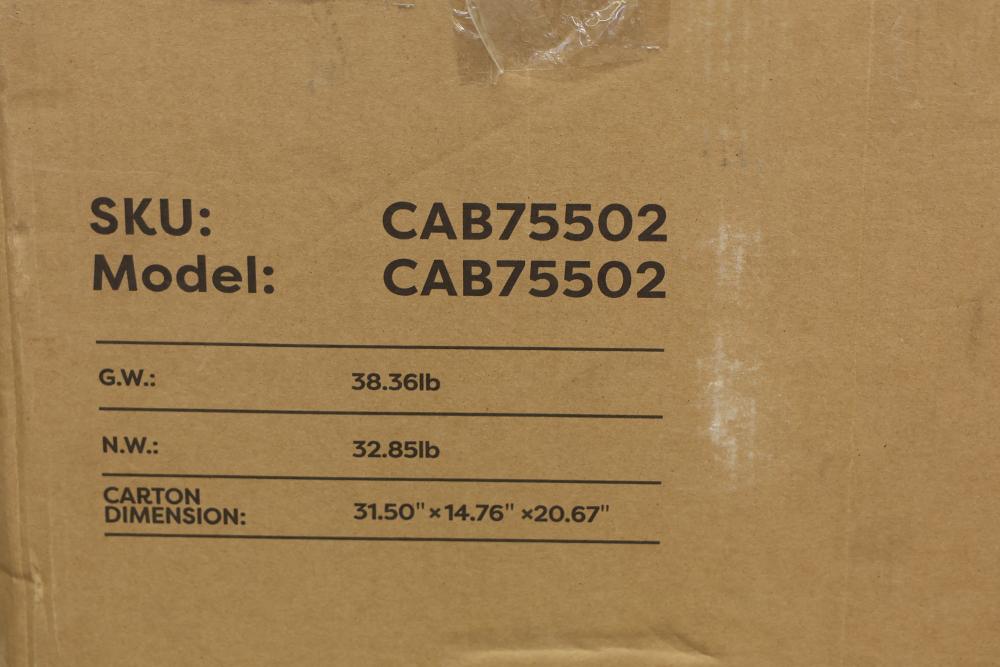 SKU: CAB75502
Model: CAB75502
G.W.: 38.36lb
N.W.: 32.85lb
CARTON
DIMENSION: 31.50"×14.76" ×20.67"